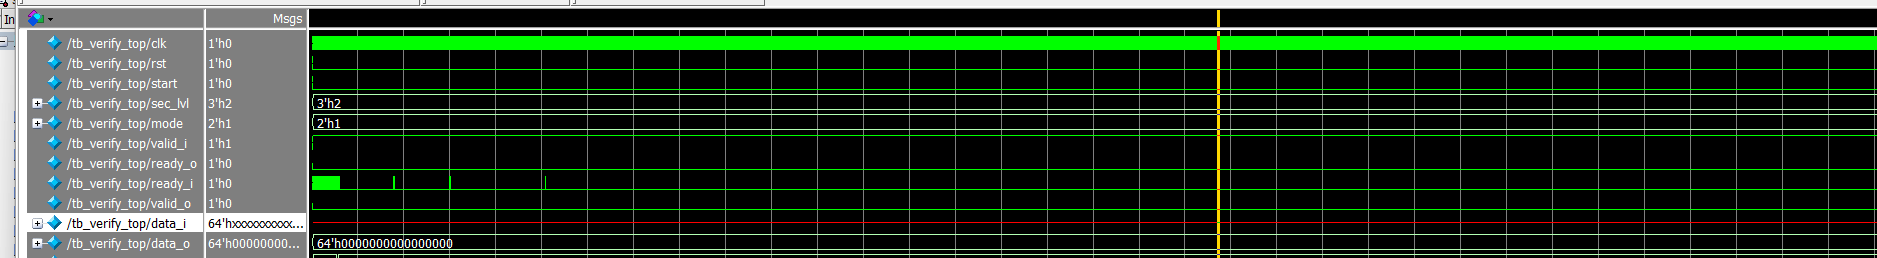 In
Msgs
/tb_verify_top/clk 1'h0
/tb_verify_top/rst 1'h0
/tb_verify_top/start 1'h0
/tb_verify_top/sec_lvl 3'h2 3'h2
/tb_verify_top/mode 2'h1 2'h1
/tb_verify_top/valid_i 1'h1
/tb_verify_top/ready_o 1'h0
/tb_verify_top/ready_i 1'h0
/tb_verify_top/valid_o 1'h0
/tb_verify_top/data_i 64'hxxxxxxxxxx...
/tb_verify_top/data_o 64'h00000000... 64'h0000000000000000